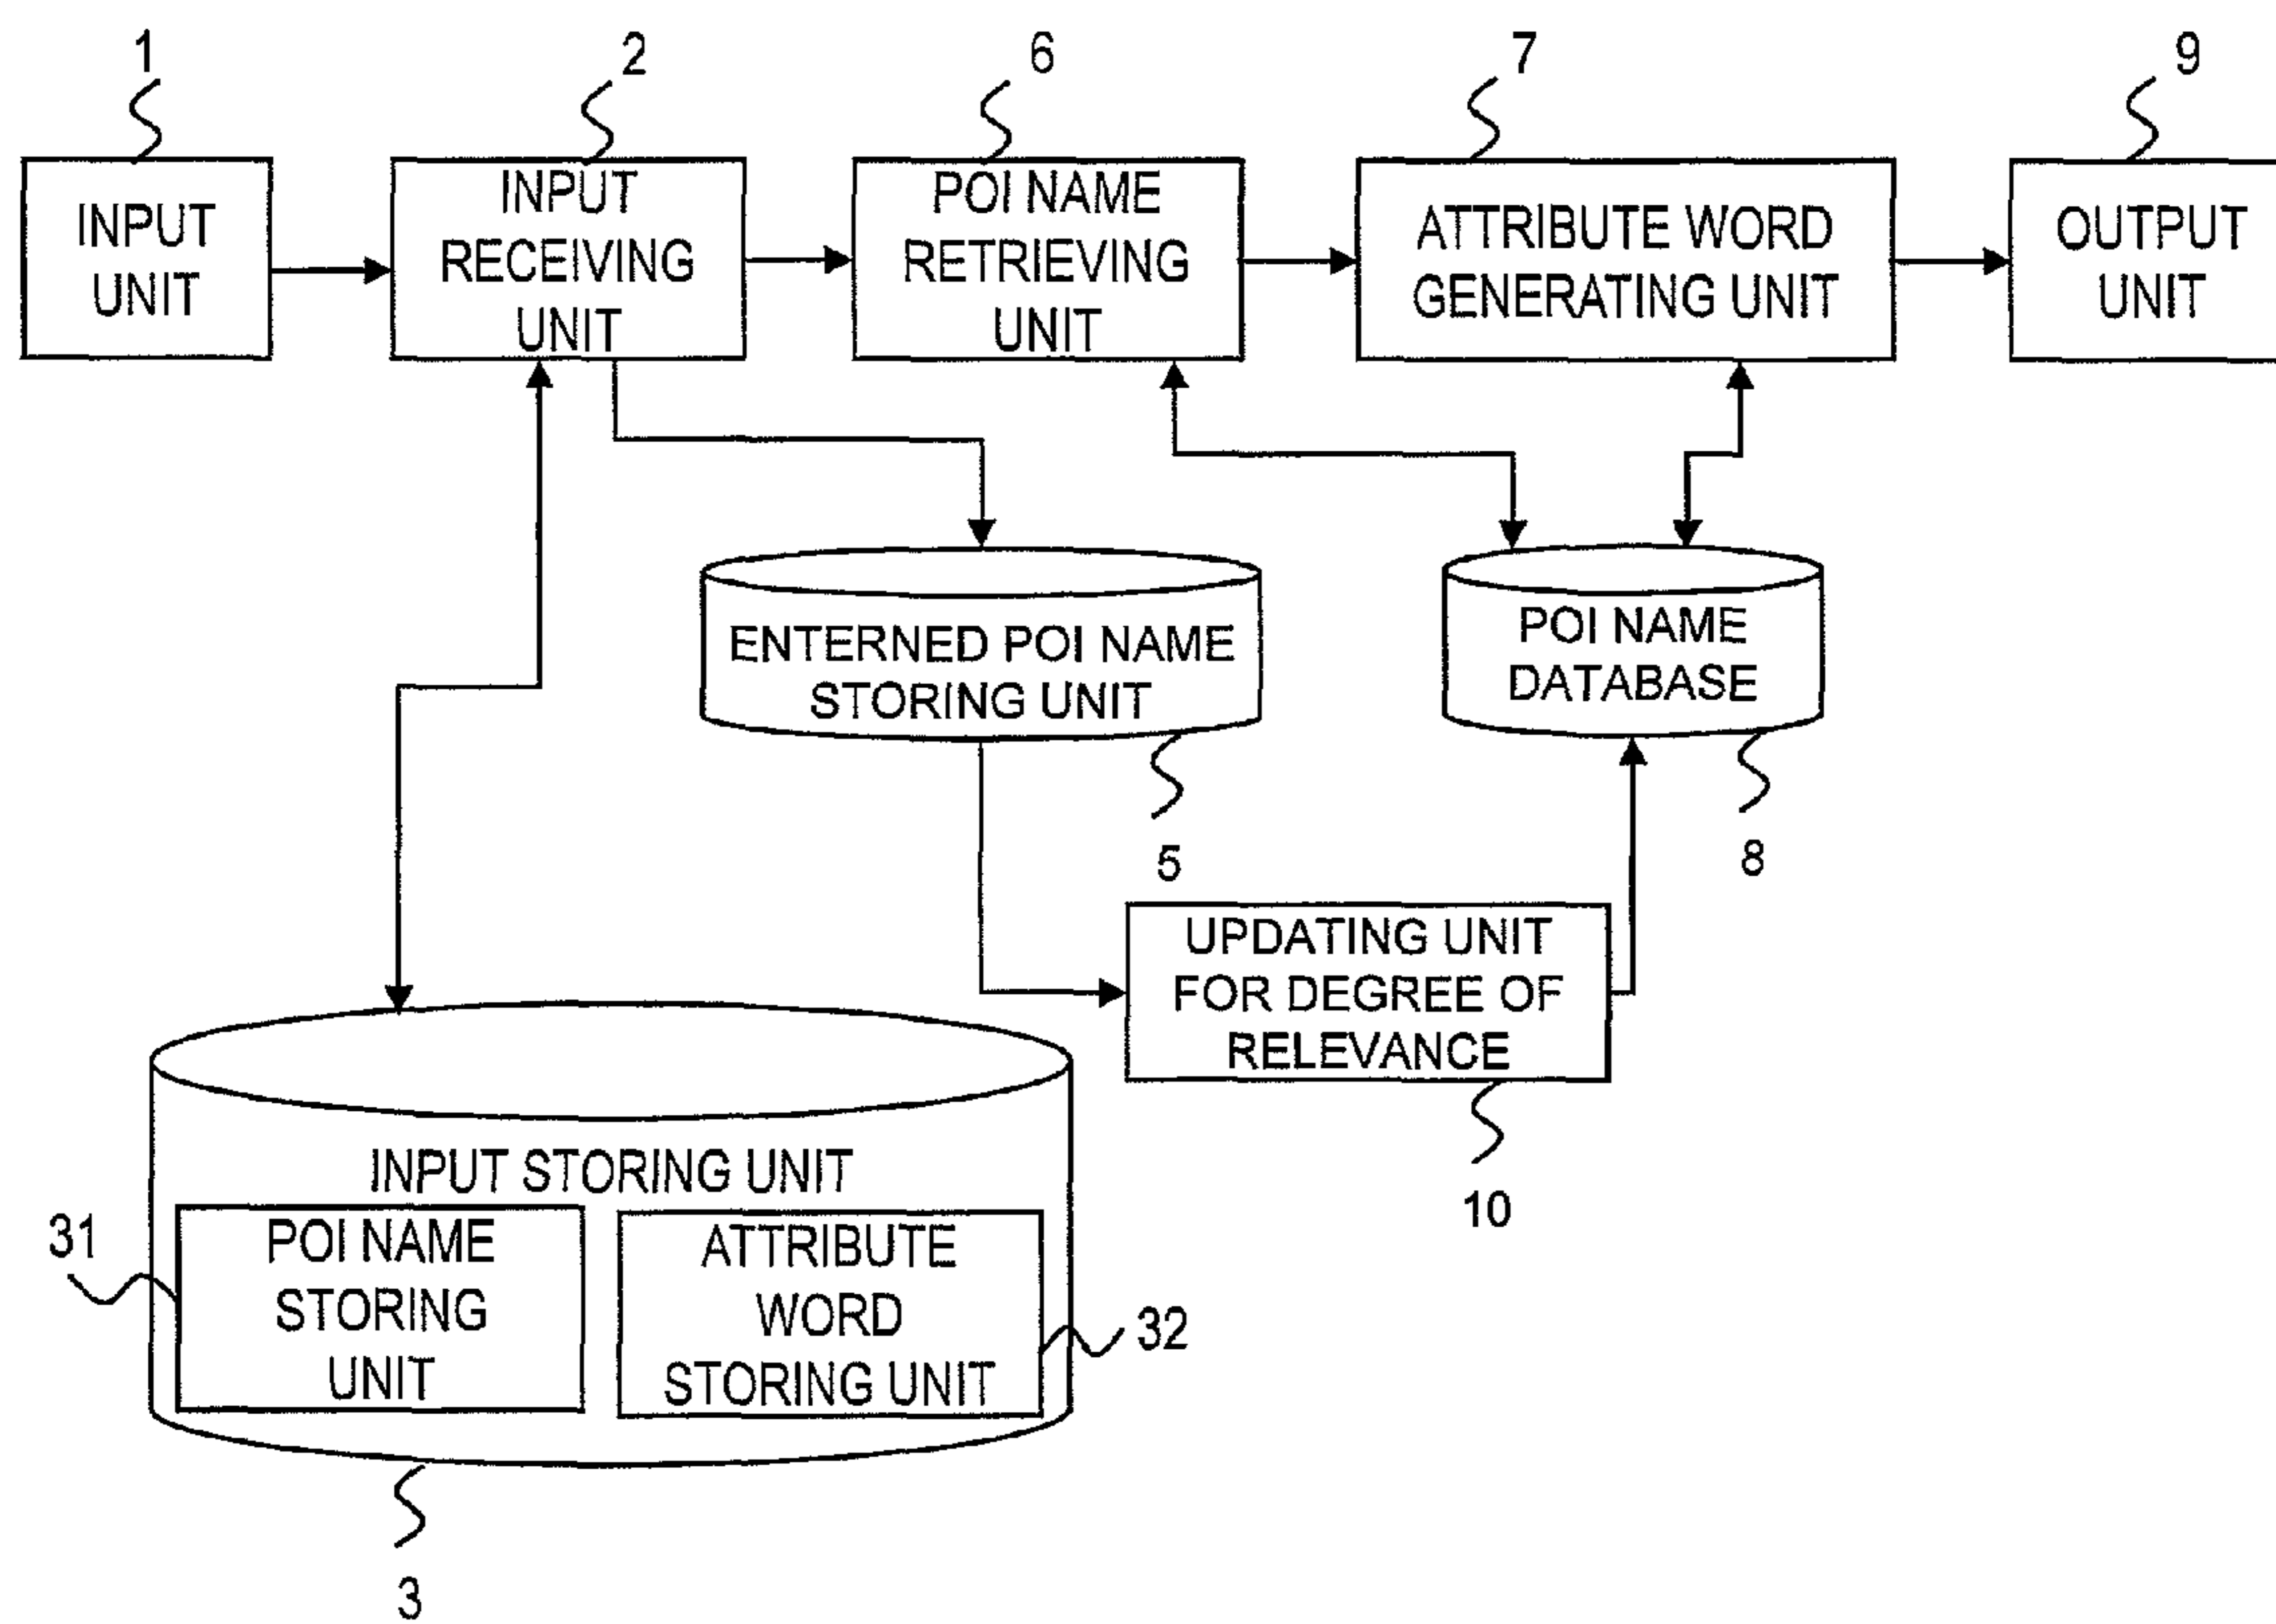 1
2
6
7
9
INPUT
UNIT
INPUT
RECEIVING
UNIT
POI NAME
RETRIEVING
UNIT
ATTRIBUTE WORD
GENERATING UNIT
OUTPUT
UNIT
ENTERNED POI NAME
STORING UNIT
POI NAME
DATABASE
5
8
UPDATING UNIT
FOR DEGREE OF
RELEVANCE
10
INPUT STORING UNIT
31
POI NAME
STORING
UNIT
ATTRIBUTE
WORD
STORING UNIT
32
3